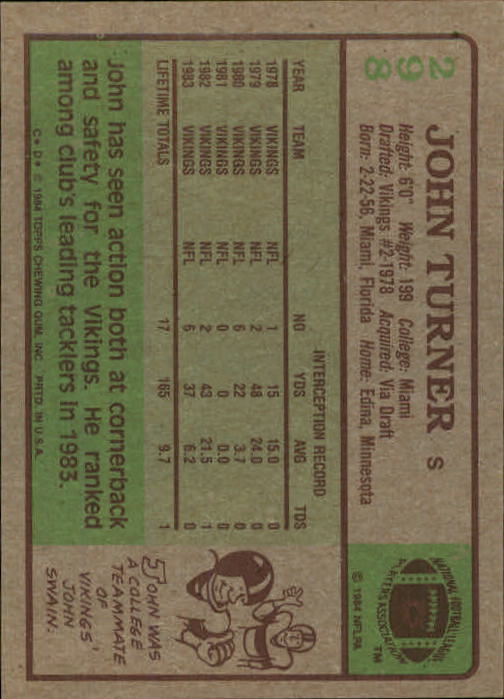 298
JOHN TURNER S
Height: 6'0" Weight: 199 College: Miami
Drafted: Vikings #2-1978 Acquired: Via Draft
Born: 2-22-56, Miami, Florida Home: Edina, Minnesota
NATIONAL FOOTBALL LEAGUE
PLAYERS ASSOCIATION
TM
© 1984 NFLPA
INTERCEPTION RECORD
YEAR TEAM NO YDS AVG TDS
1978 VIKINGS NFL 1 15 15.0 0
1979 VIKINGS NFL 2 48 24.0 0
1980 VIKINGS NFL 6 22 3.7 0
1981 VIKINGS NFL 0 0 0.0 0
1982 VIKINGS NFL 2 43 21.5 1
1983 VIKINGS NFL 6 37 6.2 0
LIFETIME TOTALS 17 165 9.7 1
John has seen action both at cornerback
and safety for the Vikings. He ranked
among club's leading tacklers in 1983.
C★D★ © 1984 TOPPS CHEWING GUM, INC. PRTD. IN U.S.A.
JOHN WAS
A COLLEGE
TEAMMATE
OF
VIKINGS'
JOHN
SWAIN.